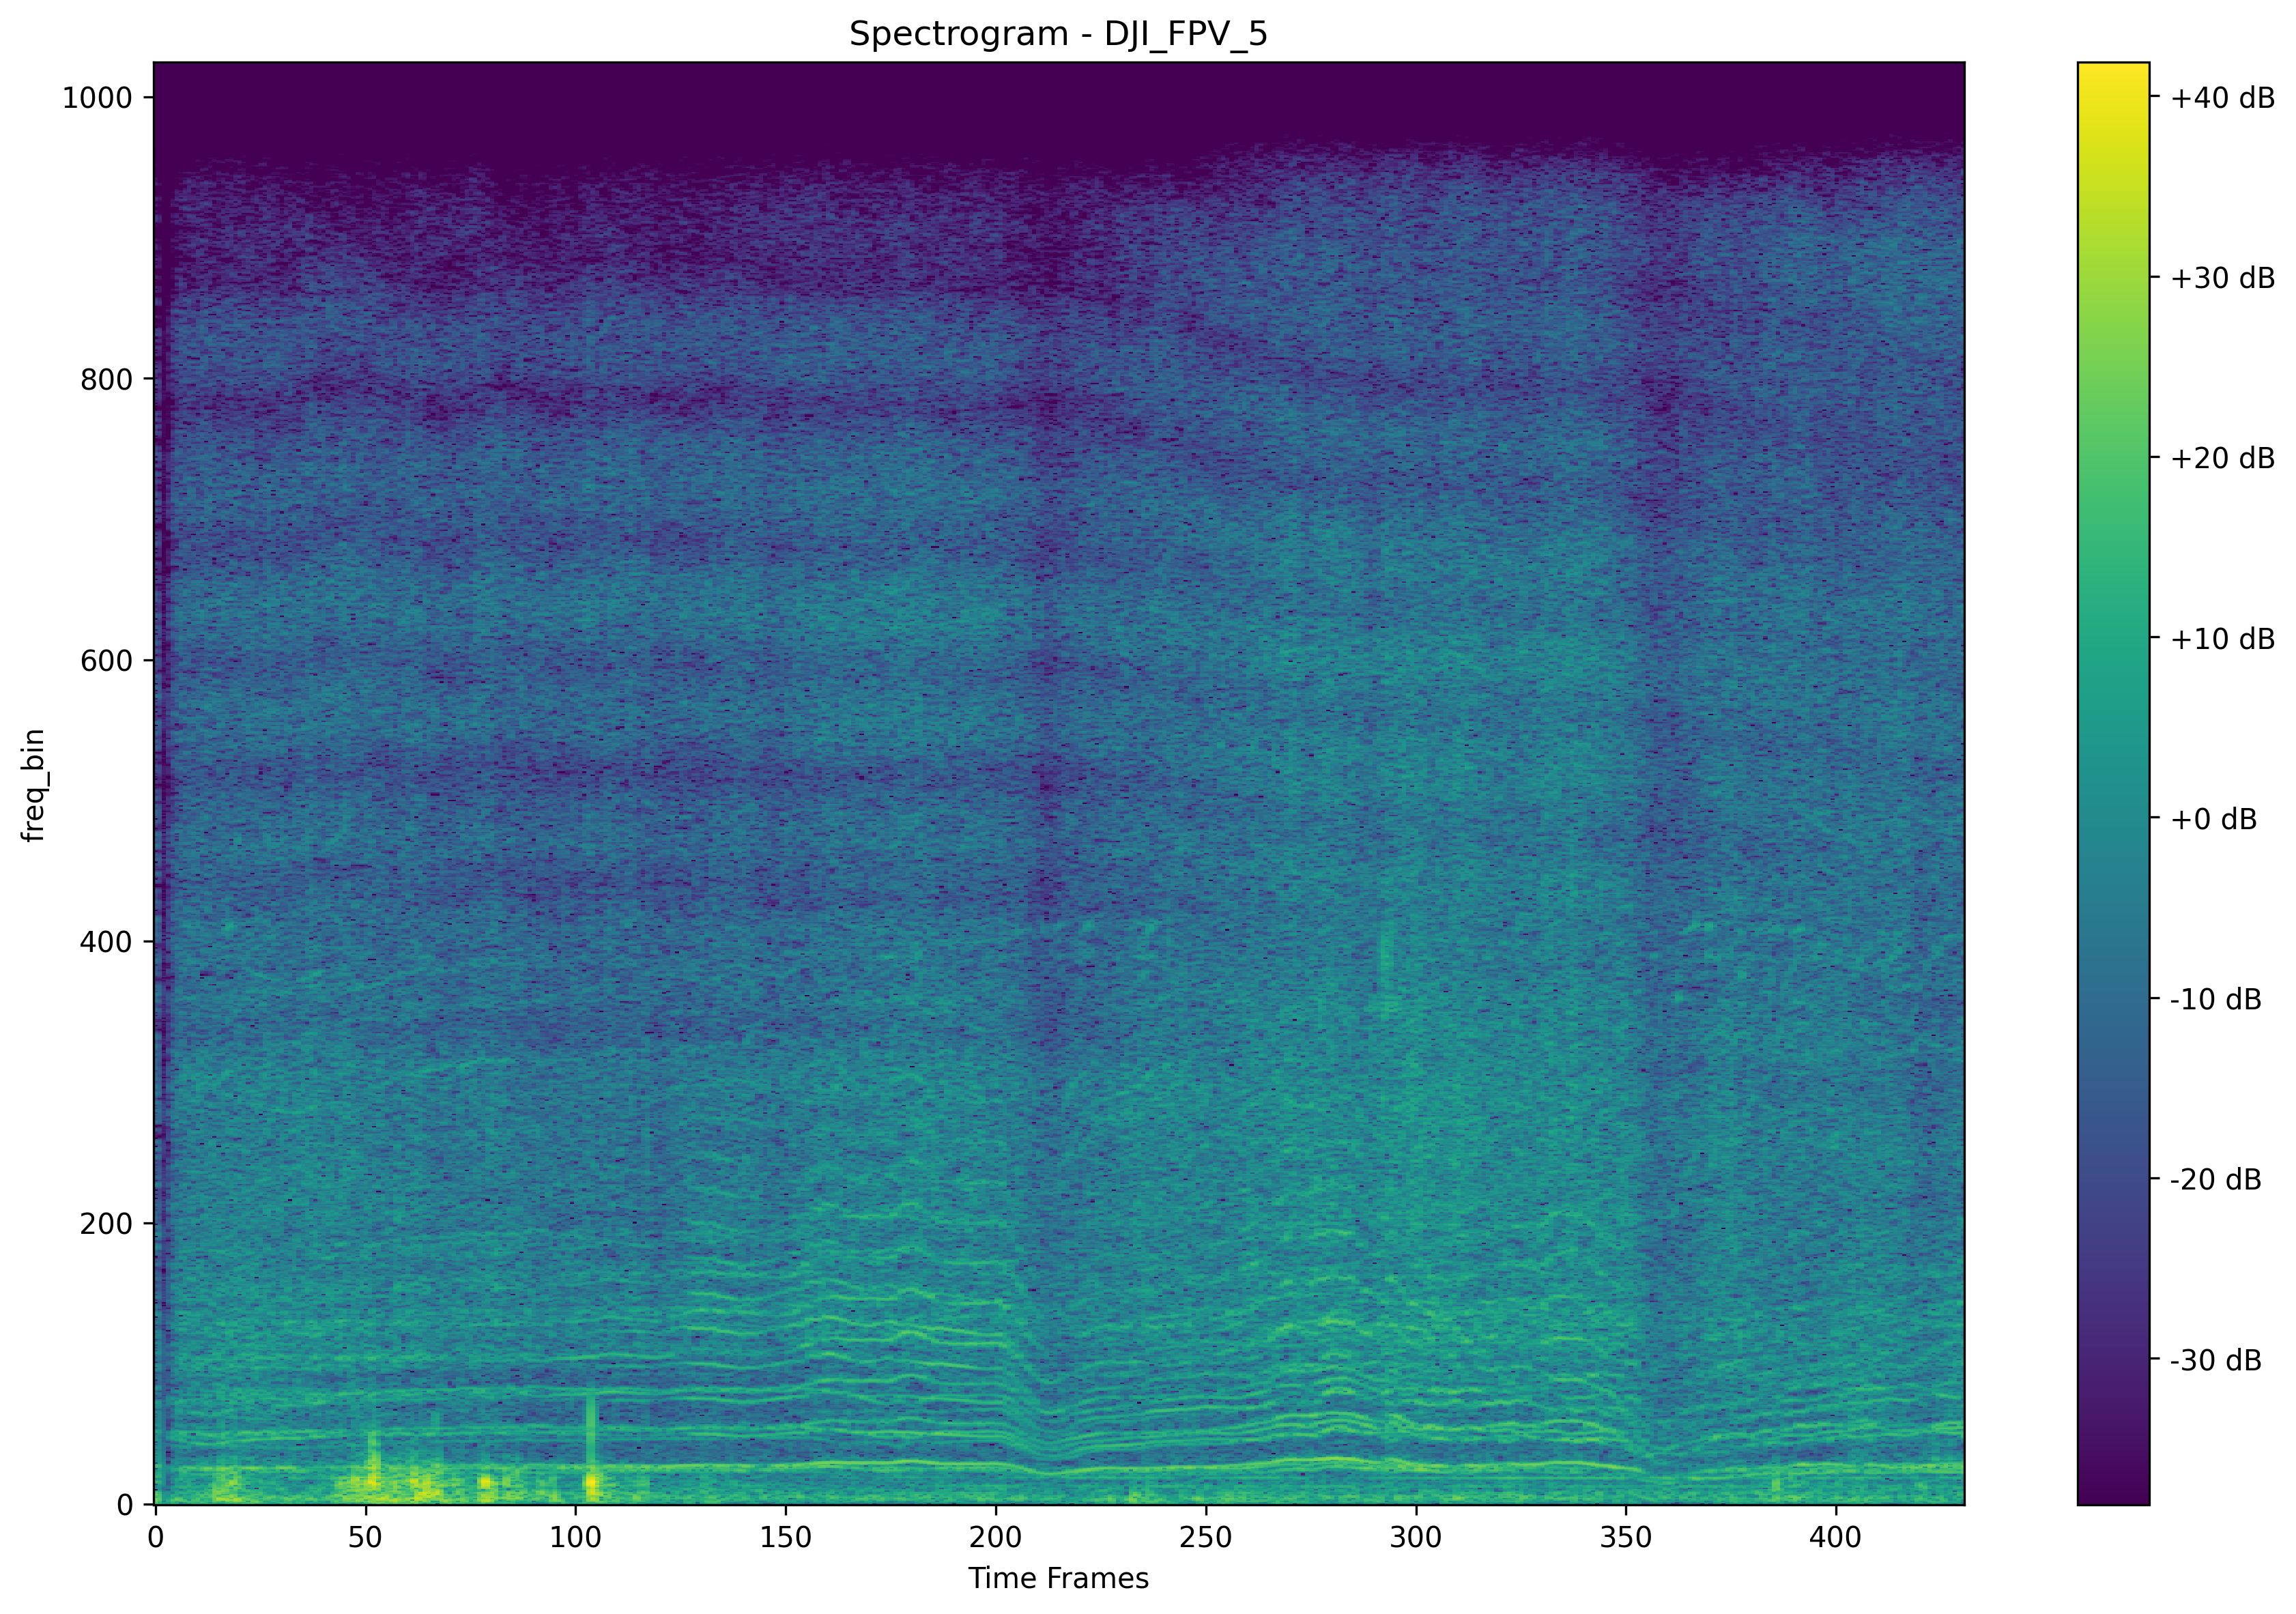 Spectrogram - DJI_FPV_5
freq_bin
1000
800
600
400
200
0
0 50 100 150 200 250 300 350 400
Time Frames
+40 dB
+30 dB
+20 dB
+10 dB
+0 dB
-10 dB
-20 dB
-30 dB